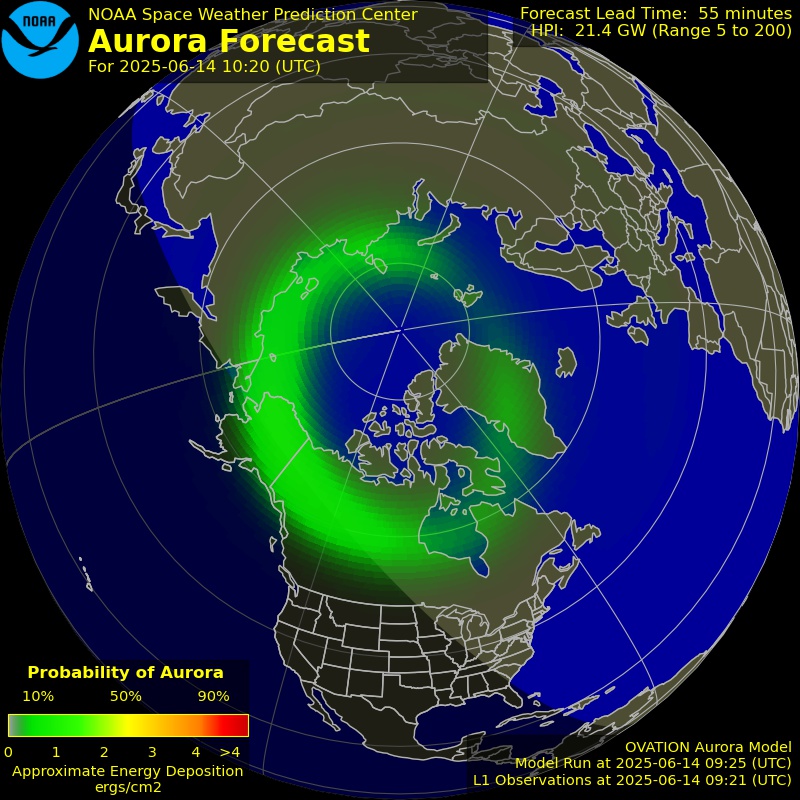 NOAA
NOAA Space Weather Prediction Center
Aurora Forecast
For 2025-06-14 10:20 (UTC)
Forecast Lead Time: 55 minutes
HPI: 21.4 GW (Range 5 to 200)
Probability of Aurora
10% 50% 90%
0 1 2 3 4 >4
Approximate Energy Deposition
ergs/cm2
OVATION Aurora Model
Model Run at 2025-06-14 09:25 (UTC)
L1 Observations at 2025-06-14 09:21 (UTC)